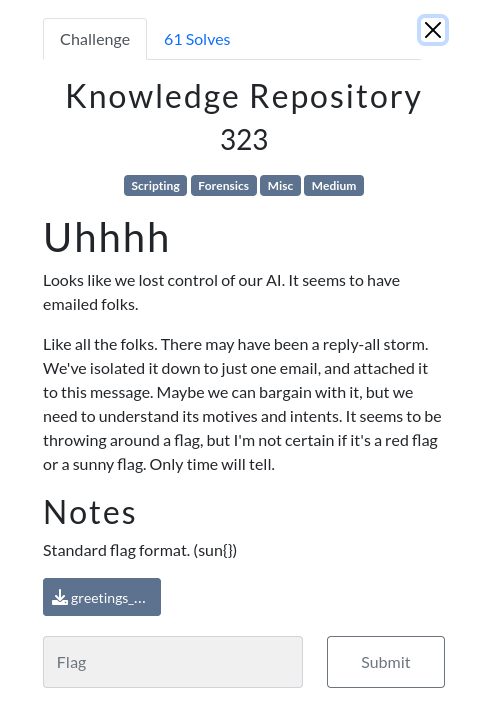 Challenge
61 Solves
Knowledge Repository
323
Scripting Forensics Misc Medium
Uhhhh
Looks like we lost control of our AI. It seems to have
emailed folks.
Like all the folks. There may have been a reply-all storm.
We've isolated it down to just one email, and attached it
to this message. Maybe we can bargain with it, but we
need to understand its motives and intents. It seems to be
throwing around a flag, but I'm not certain if it's a red flag
or a sunny flag. Only time will tell.
Notes
Standard flag format. (sun{})
greetings_...
Flag
Submit